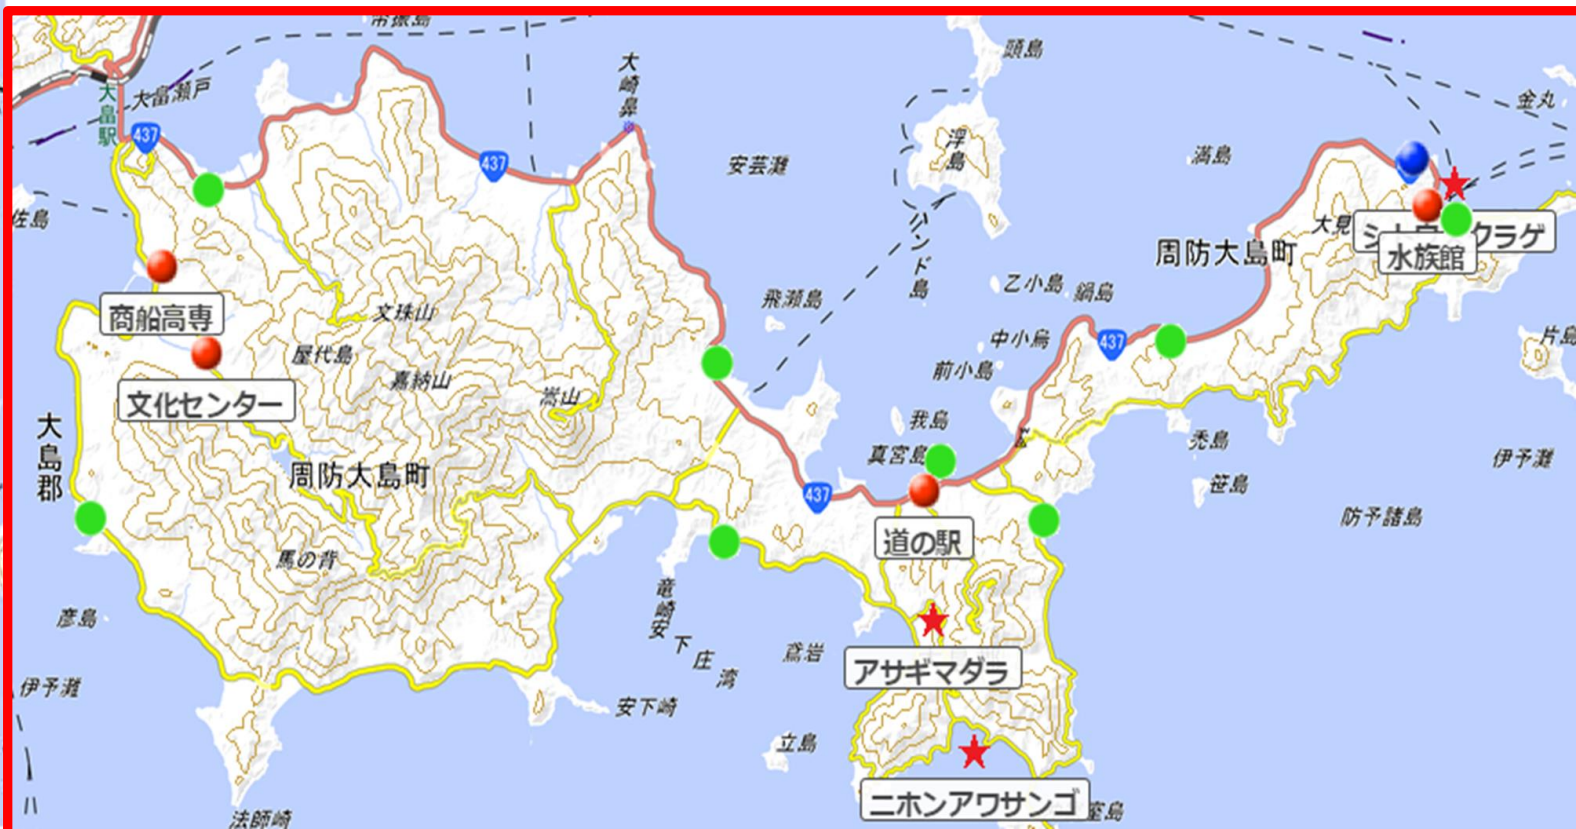 頭島
大畠瀬戸
大畠駅
437
大崎鼻
437
浮島
安芸灘
満島
金丸
佐島
ハンド島
大見
周防大島町
水族館
商船高専
文珠山
屋代島
飛瀬島
乙小島
鍋島
中小島
437
前小島
片島
嘉納山
嵩山
文化センター
大島郡
我島
真宮島
禿島
笹島
伊予灘
防予諸島
周防大島町
437
道の駅
馬の背
竜崎
安下庄湾
鳶岩
彦島
アサギマダラ
伊予灘
安下崎
立島
ニホンアワサンゴ
法師崎